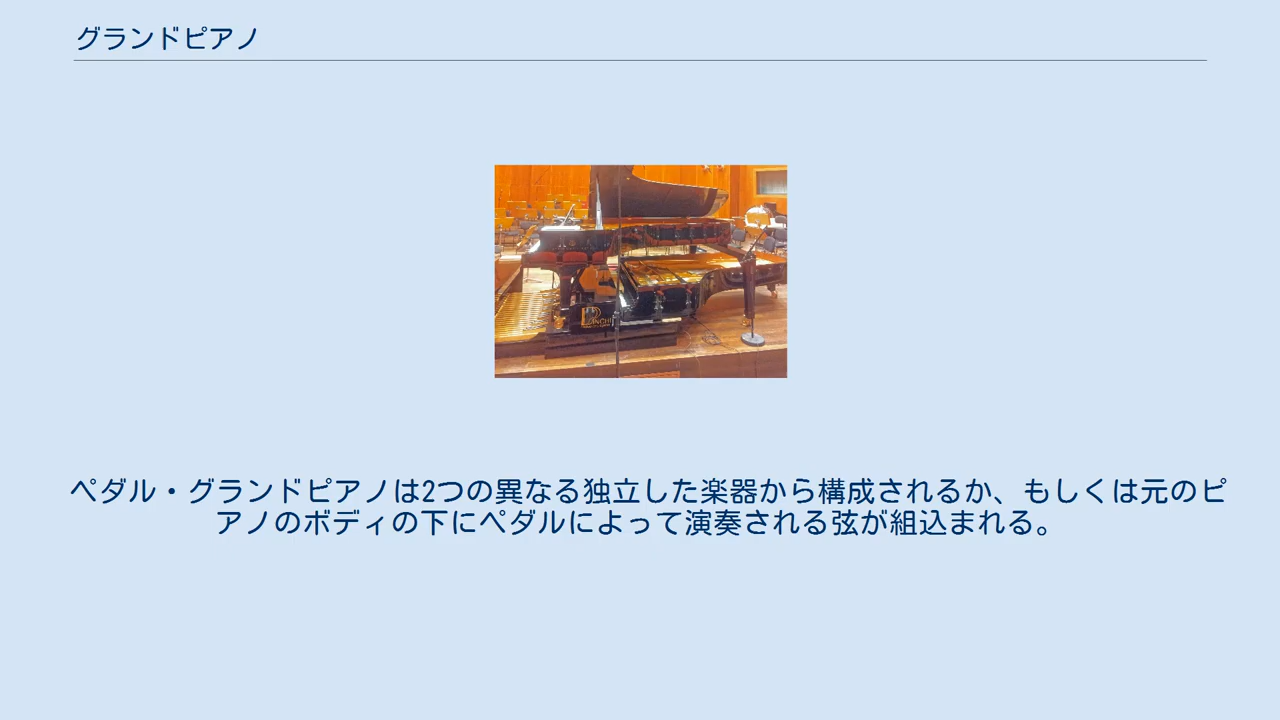 グランドピアノ
ペダル・グランドピアノは2つの異なる独立した楽器から構成されるか、もしくは元のピ
アノのボディの下にペダルによって演奏される弦が組込まれる。